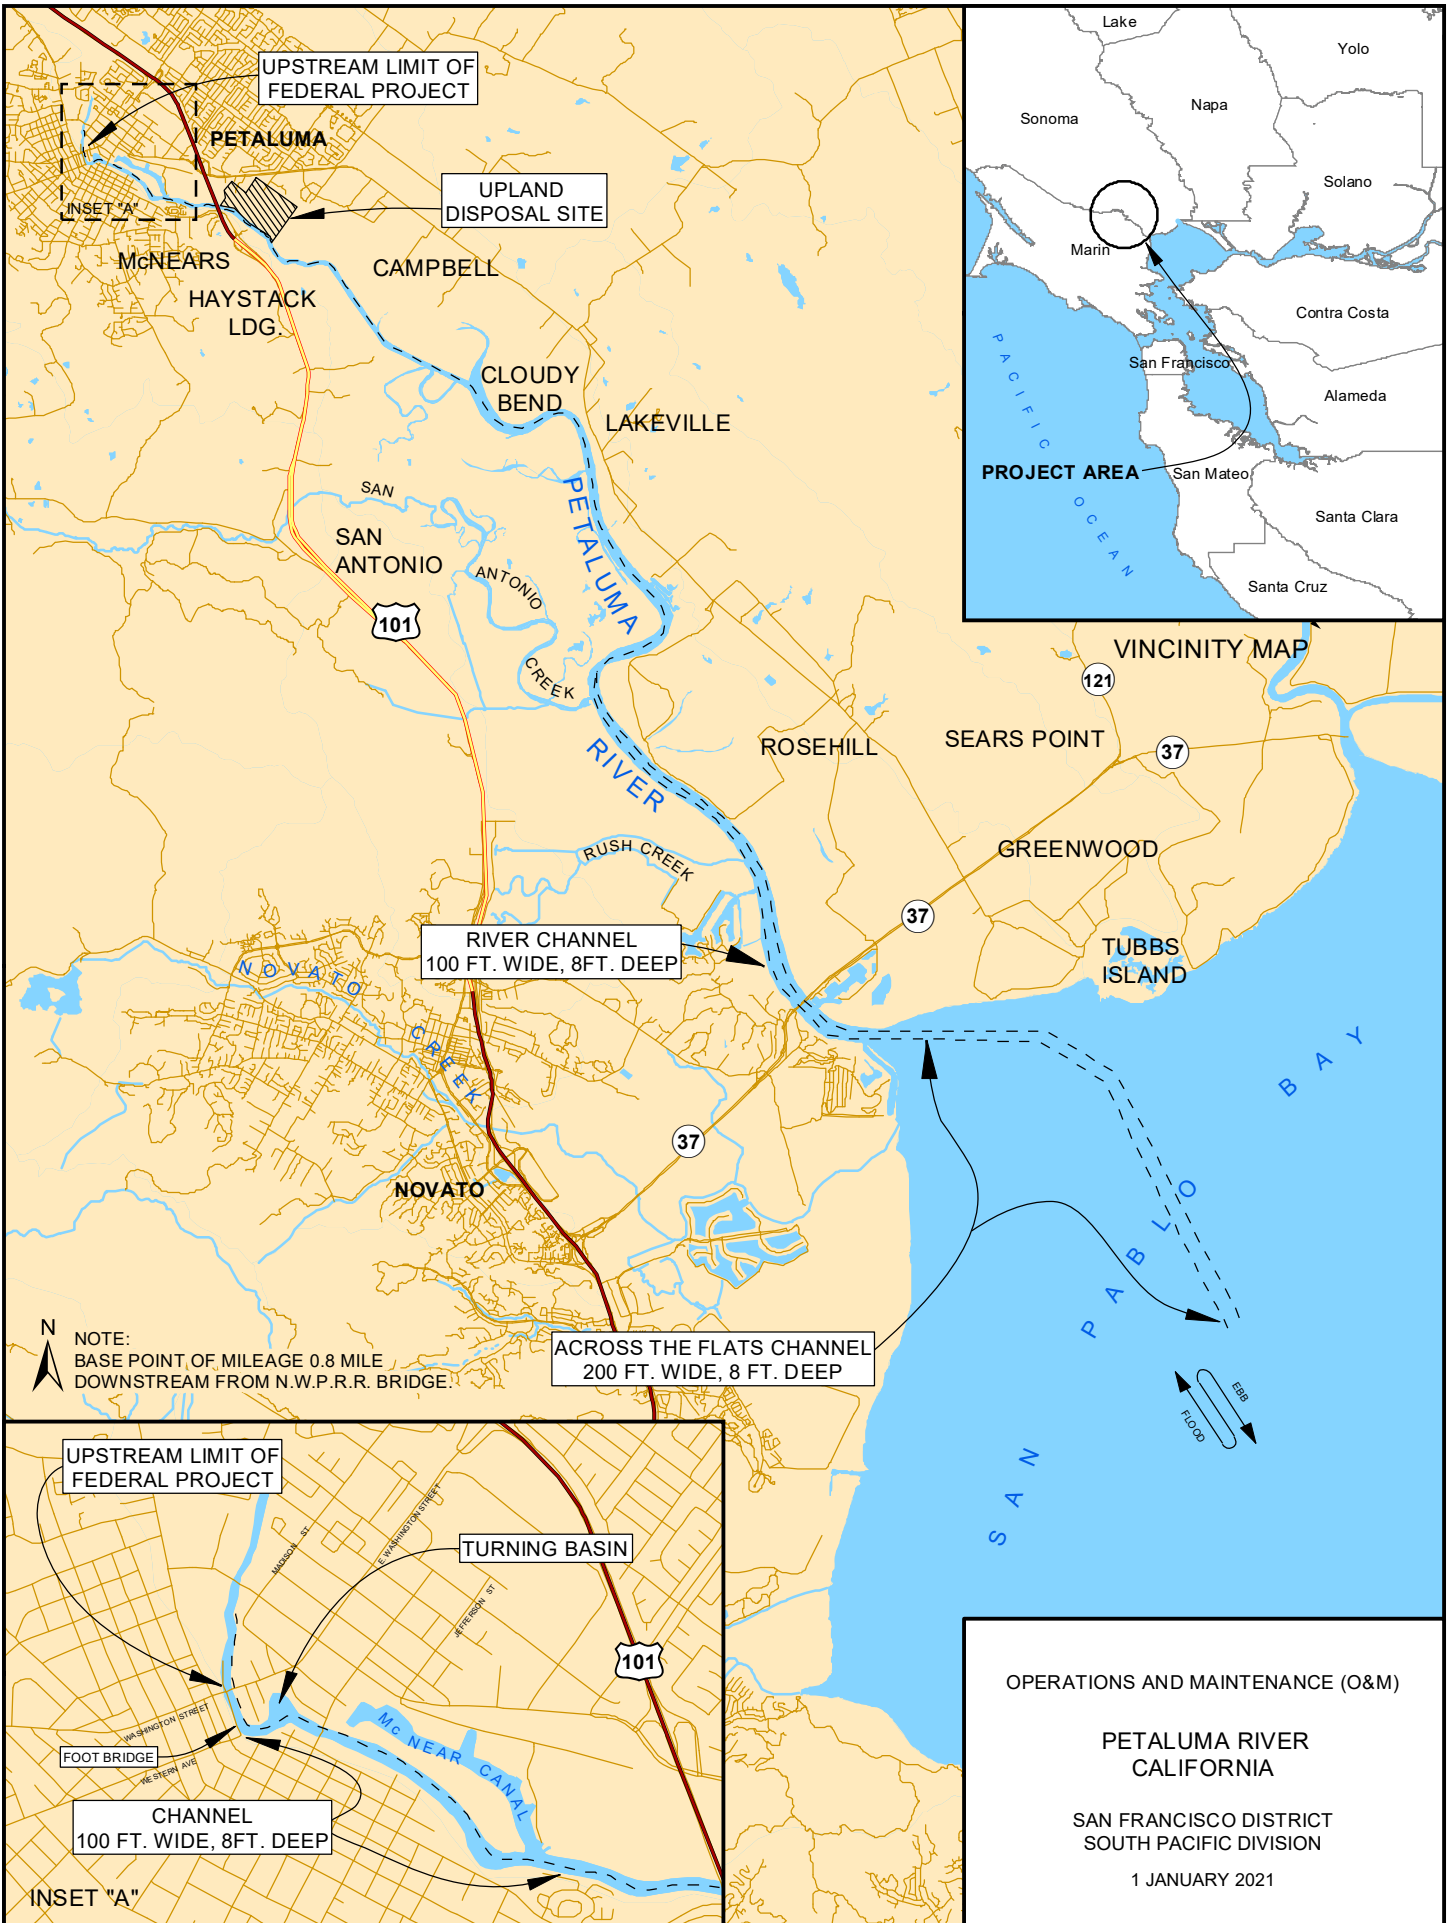 UPSTREAM LIMIT OF
FEDERAL PROJECT
PETALUMA
INSET "A"
UPLAND
DISPOSAL SITE
McNEARS
CAMPBELL
HAYSTACK
LDG.
CLOUDY
BEND
LAKEVILLE
SAN
ANTONIO
CREEK
SAN
ANTONIO
101
PETALUMA
RIVER
ROSEHILL
SEARS POINT
121
37
GREENWOOD
RUSH CREEK
37
TUBBS
ISLAND
RIVER CHANNEL
100 FT. WIDE, 8FT. DEEP
NOVATO
CREEK
37
NOVATO
SAN PABLO BAY
ACROSS THE FLATS CHANNEL
200 FT. WIDE, 8 FT. DEEP
EBB
FLOOD
N
NOTE:
BASE POINT OF MILEAGE 0.8 MILE
DOWNSTREAM FROM N.W.P.R.R. BRIDGE.
Lake
Yolo
Sonoma
Napa
Solano
Marin
Contra Costa
San Francisco
Alameda
PACIFIC
OCEAN
PROJECT AREA
San Mateo
Santa Clara
Santa Cruz
VINCINITY MAP
UPSTREAM LIMIT OF
FEDERAL PROJECT
MADISON ST.
E. WASHINGTON STREET
JEFFERSON ST
TURNING BASIN
101
WASHINGTON STREET
FOOT BRIDGE
WESTERN AVE
Mc NEAR CANAL
CHANNEL
100 FT. WIDE, 8FT. DEEP
INSET "A"
OPERATIONS AND MAINTENANCE (O&M)
PETALUMA RIVER
CALIFORNIA
SAN FRANCISCO DISTRICT
SOUTH PACIFIC DIVISION
1 JANUARY 2021